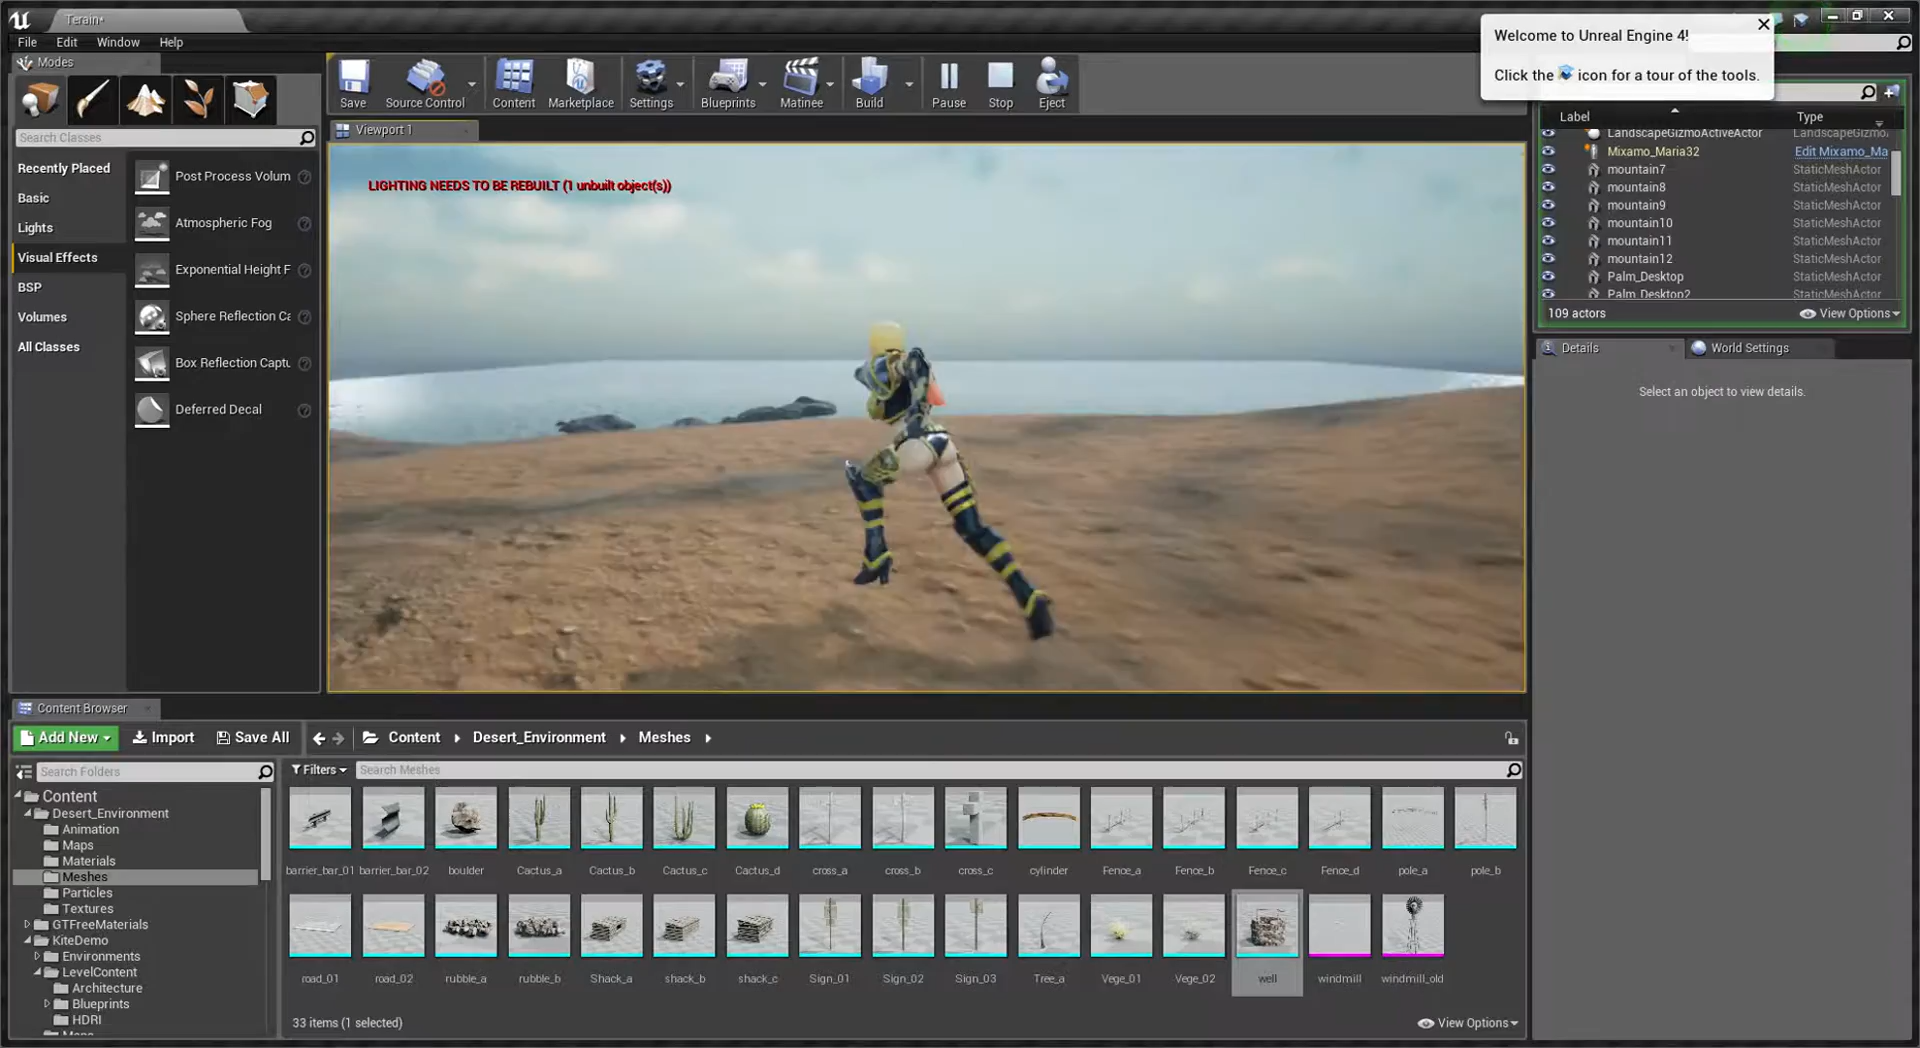 Terain*
File Edit Window Help
Modes
Search Classes
Recently Placed
Basic
Lights
Visual Effects
BSP
Volumes
All Classes
Post Process Volum
Atmospheric Fog
Exponential Height F
Sphere Reflection Ca
Box Reflection Captu
Deferred Decal
Save Source Control Content Marketplace Settings Blueprints Matinee Build Pause Stop Eject
Viewport 1
LIGHTING NEEDS TO BE REBUILT (1 unbuilt object(s))
Welcome to Unreal Engine 4!
Click the icon for a tour of the tools.
Label Type
LandscapeGizmoActiveActor LandscapeGizmo
Mixamo_Maria32 Edit Mixamo_Ma
mountain7 StaticMeshActor
mountain8 StaticMeshActor
mountain9 StaticMeshActor
mountain10 StaticMeshActor
mountain11 StaticMeshActor
mountain12 StaticMeshActor
Palm_Desktop StaticMeshActor
Palm_Desktop2 StaticMeshActor
109 actors View Options
Details World Settings
Select an object to view details.
Content Browser
Add New Import Save All Content Desert_Environment Meshes
Search Folders
Content
Desert_Environment
Animation
Maps
Materials
Meshes
Particles
Textures
GTFreeMaterials
KiteDemo
Environments
LevelContent
Architecture
Blueprints
HDRI
Maps
Filters Search Meshes
barrier_bar_01 barrier_bar_02 boulder Cactus_a Cactus_b Cactus_c Cactus_d cross_a cross_b cross_c cylinder Fence_a Fence_b Fence_c Fence_d pole_a pole_b
road_01 road_02 rubble_a rubble_b Shack_a shack_b shack_c Sign_01 Sign_02 Sign_03 Tree_a Vege_01 Vege_02 well windmill windmill_old
33 items (1 selected) View Options